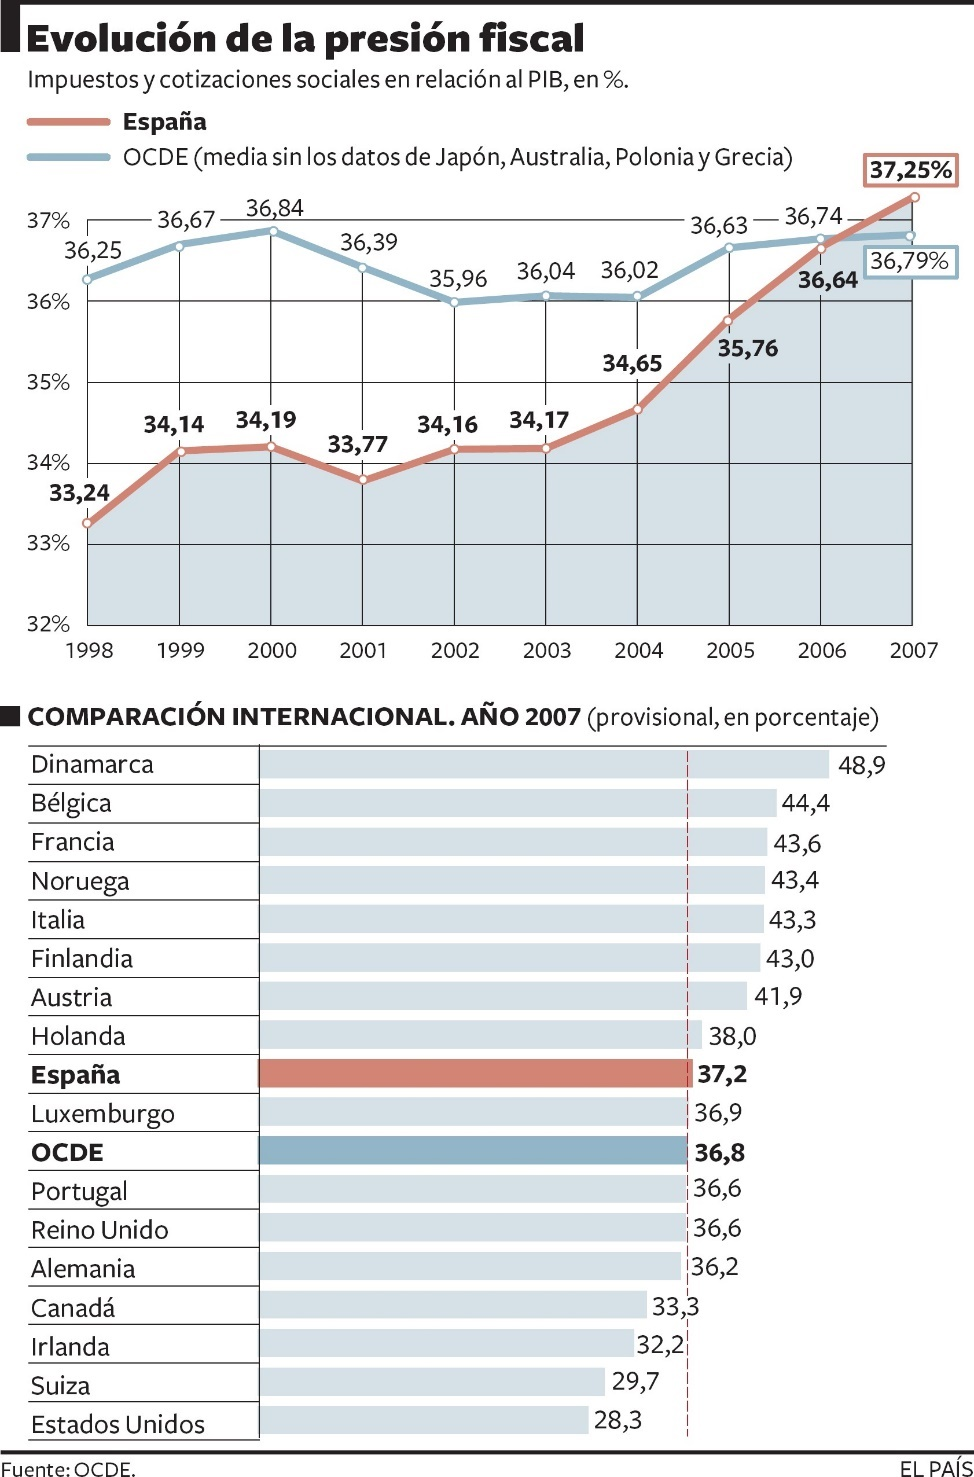 Evolución de la presión fiscal
Impuestos y cotizaciones sociales en relación al PIB, en %.
España
OCDE (media sin los datos de Japón, Australia, Polonia y Grecia)
37,25%
37%
36,25
36,67
36,84
36,39
35,96
36,04
36,02
36,63
36,74
36,79%
36%
36,64
35%
34,65
35,76
34%
33,24
34,14
34,19
33,77
34,16
34,17
33%
32%
1998 1999 2000 2001 2002 2003 2004 2005 2006 2007
COMPARACIÓN INTERNACIONAL. AÑO 2007 (provisional, en porcentaje)
Dinamarca 48,9
Bélgica 44,4
Francia 43,6
Noruega 43,4
Italia 43,3
Finlandia 43,0
Austria 41,9
Holanda 38,0
España 37,2
Luxemburgo 36,9
OCDE 36,8
Portugal 36,6
Reino Unido 36,6
Alemania 36,2
Canadá 33,3
Irlanda 32,2
Suiza 29,7
Estados Unidos 28,3
Fuente: OCDE. EL PAÍS